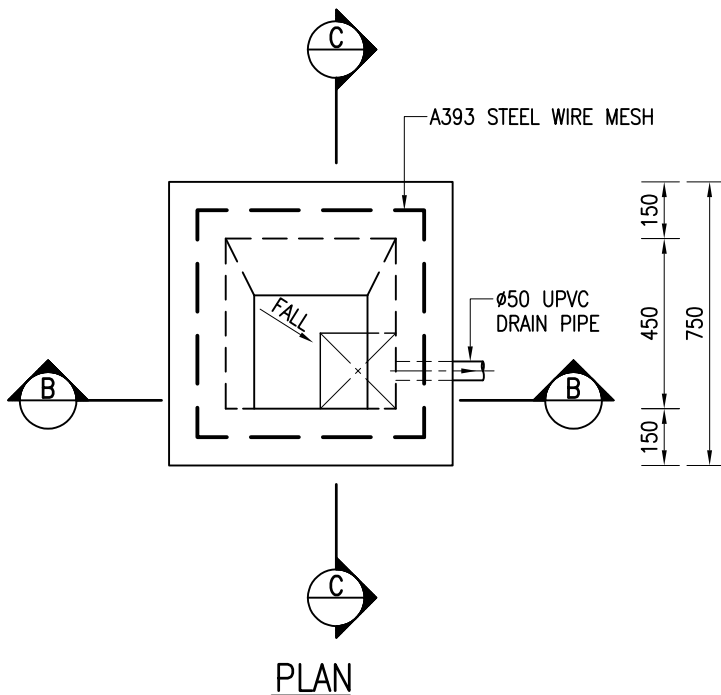 C
A393 STEEL WIRE MESH
150
FALL
ø50 UPVC
DRAIN PIPE
450
750
B
B
150
C
PLAN